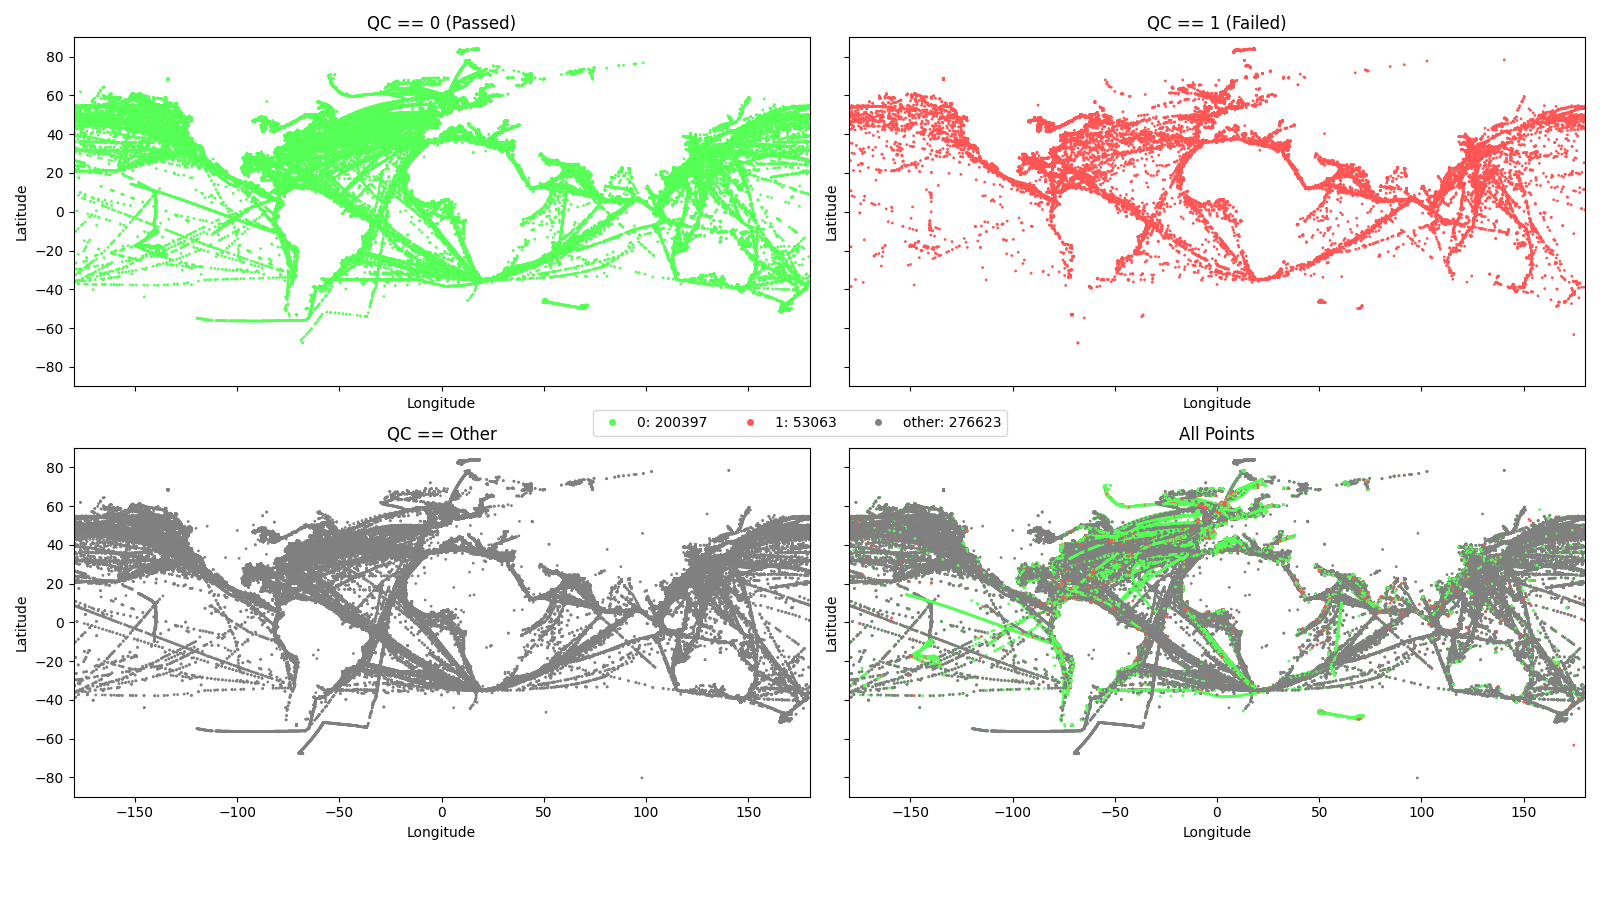 QC == 0 (Passed)
QC == 1 (Failed)
80
60
40
20
0
−20
−40
−60
−80
Latitude
Latitude
Longitude
Longitude
0: 200397
1: 53063
other: 276623
QC == Other
All Points
80
60
40
20
0
−20
−40
−60
−80
Latitude
Latitude
−150
−100
−50
0
50
100
150
−150
−100
−50
0
50
100
150
Longitude
Longitude